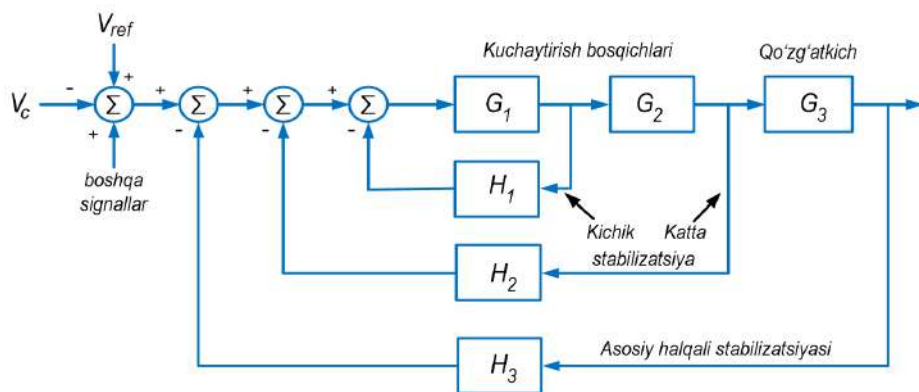 V_ref
Kuchaytirish bosqichlari
Qo‘zg‘atkich
V_c
-
+
+
Σ
+
-
Σ
+
-
Σ
+
-
Σ
G_1
G_2
G_3
boshqa
signallar
H_1
Kichik Katta
stabilizatsiya
H_2
H_3
Asosiy halqali stabilizatsiyasi